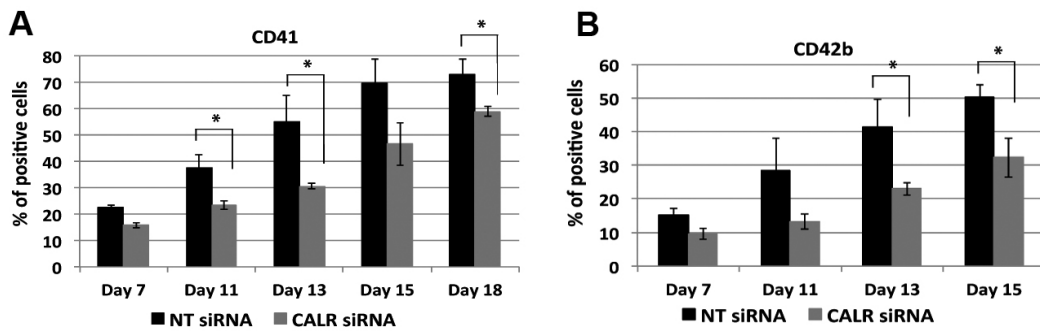 A
CD41
% of positive cells
80
70
60
50
40
30
20
10
0
*
*
*
Day 7 Day 11 Day 13 Day 15 Day 18
NT siRNA CALR siRNA
B
CD42b
% of positive cells
60
50
40
30
20
10
0
*
*
Day 7 Day 11 Day 13 Day 15
NT siRNA CALR siRNA